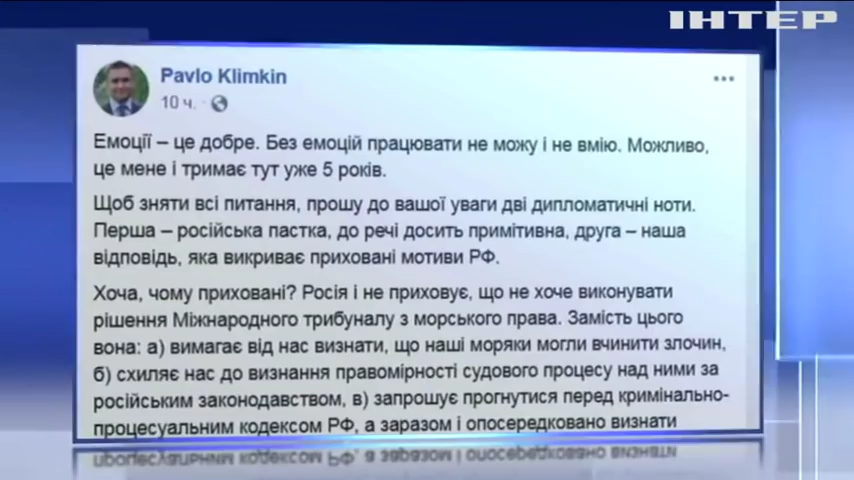 ІНТЕР
Pavlo Klimkin
10 ч. ·
Емоції – це добре. Без емоцій працювати не можу і не вмію. Можливо,
це мене і тримає тут уже 5 років.
Щоб зняти всі питання, прошу до вашої уваги дві дипломатичні ноти.
Перша – російська пастка, до речі досить примітивна, друга – наша
відповідь, яка викриває приховані мотиви РФ.
Хоча, чому приховані? Росія і не приховує, що не хоче виконувати
рішення Міжнародного трибуналу з морського права. Замість цього
вона: а) вимагає від нас визнати, що наші моряки могли вчинити злочин,
б) схиляє нас до визнання правомірності судового процесу над ними за
російським законодавством, в) запрошує прогнутися перед кримінально-
процесуальним кодексом РФ, а заразом і опосередковано визнати